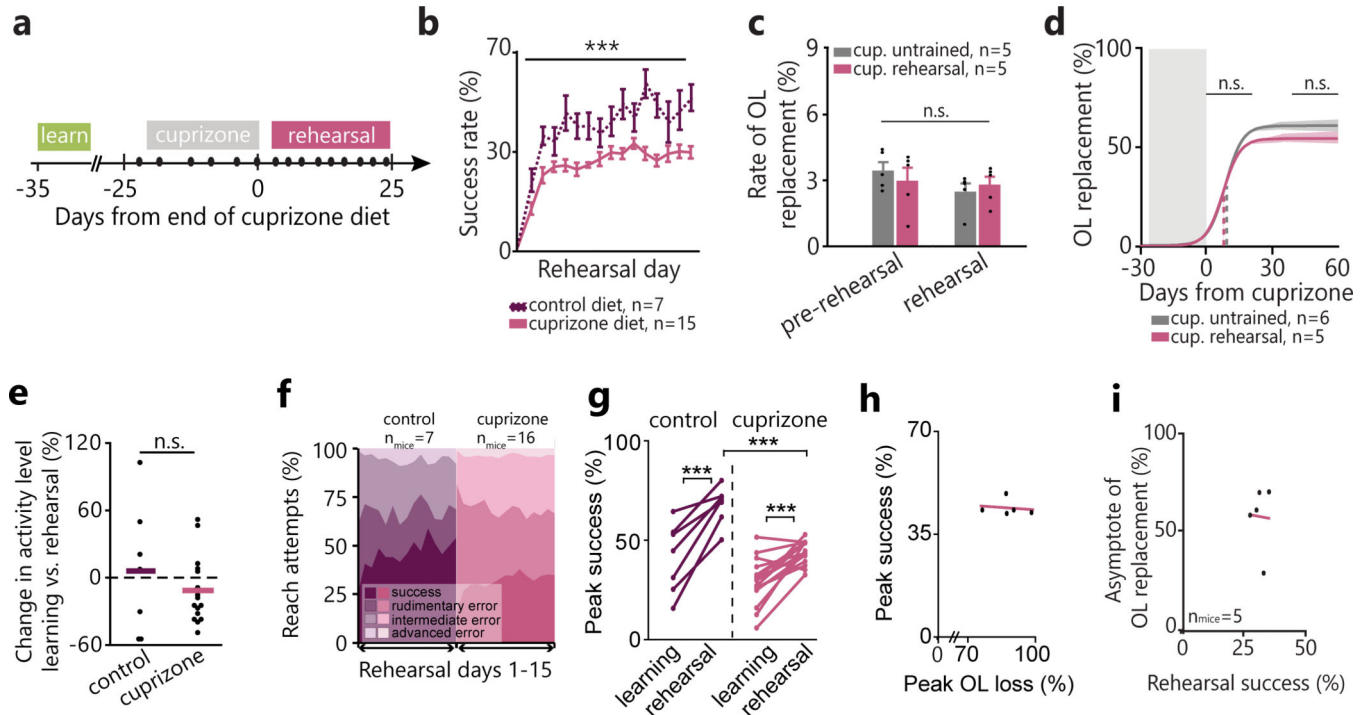 a
learn
cuprizone
rehearsal
-35
-25
0
25
Days from end of cuprizone diet
b
Success rate (%)
70
30
0
***
Rehearsal day
control diet, n=7
cuprizone diet, n=15
c
Rate of OL
replacement (%)
9
6
3
0
cup. untrained, n=5
cup. rehearsal, n=5
n.s.
pre-rehearsal
rehearsal
d
OL replacement (%)
100
50
0
n.s.
n.s.
-30
0
30
60
Days from cuprizone
cup. untrained, n=6
cup. rehearsal, n=5
e
Change in activity level
learning vs. rehearsal (%)
120
60
0
-60
n.s.
control
cuprizone
f
Reach attempts (%)
100
75
50
25
0
control
nmice=7
cuprizone
nmice=16
success
rudimentary error
intermediate error
advanced error
Rehearsal days 1-15
g
Peak success (%)
100
50
0
control
cuprizone
***
***
***
learning
rehearsal
learning
rehearsal
h
Peak success (%)
70
35
0
0
70
100
Peak OL loss (%)
i
Asymptote of
OL replacement (%)
100
50
0
nmice=5
0
25
50
Rehearsal success (%)